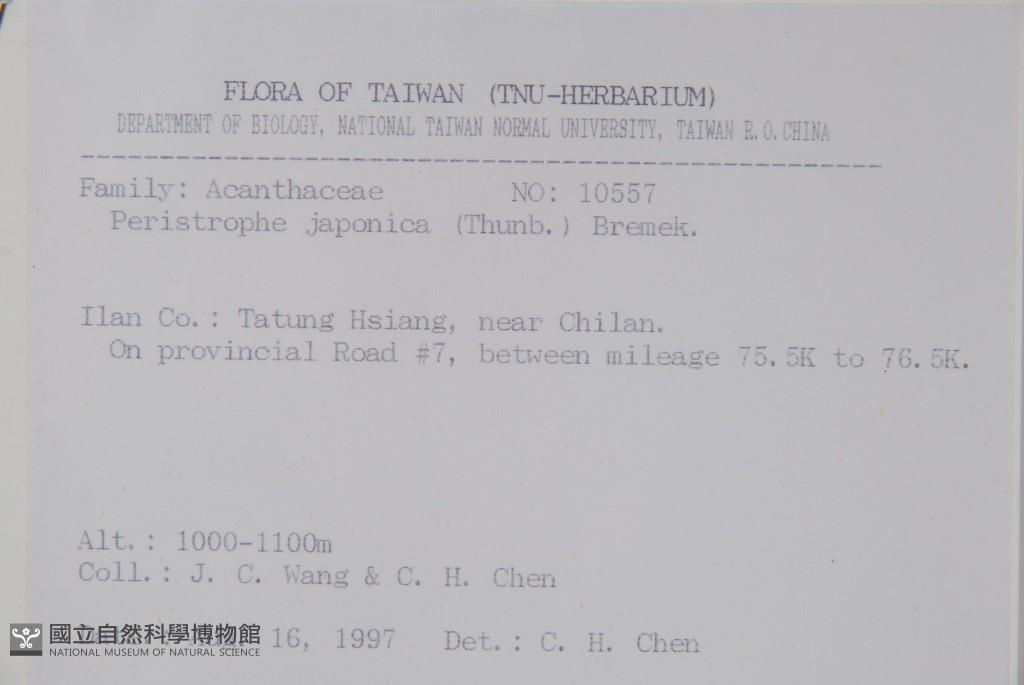 FLORA OF TAIWAN (TNU-HERBARIUM)
DEPARTMENT OF BIOLOGY, NATIONAL TAIWAN NORMAL UNIVERSITY, TAIWAN R.O.CHINA
Family: Acanthaceae NO: 10557
Peristrophe japonica (Thunb.) Bremek.
Ilan Co.: Tatung Hsiang, near Chilan.
On provincial Road #7, between mileage 75.5K to 76.5K.
Alt.: 1000-1100m
Coll.: J. C. Wang & C. H. Chen
16, 1997 Det.: C. H. Chen
國立自然科學博物館
NATIONAL MUSEUM OF NATURAL SCIENCE